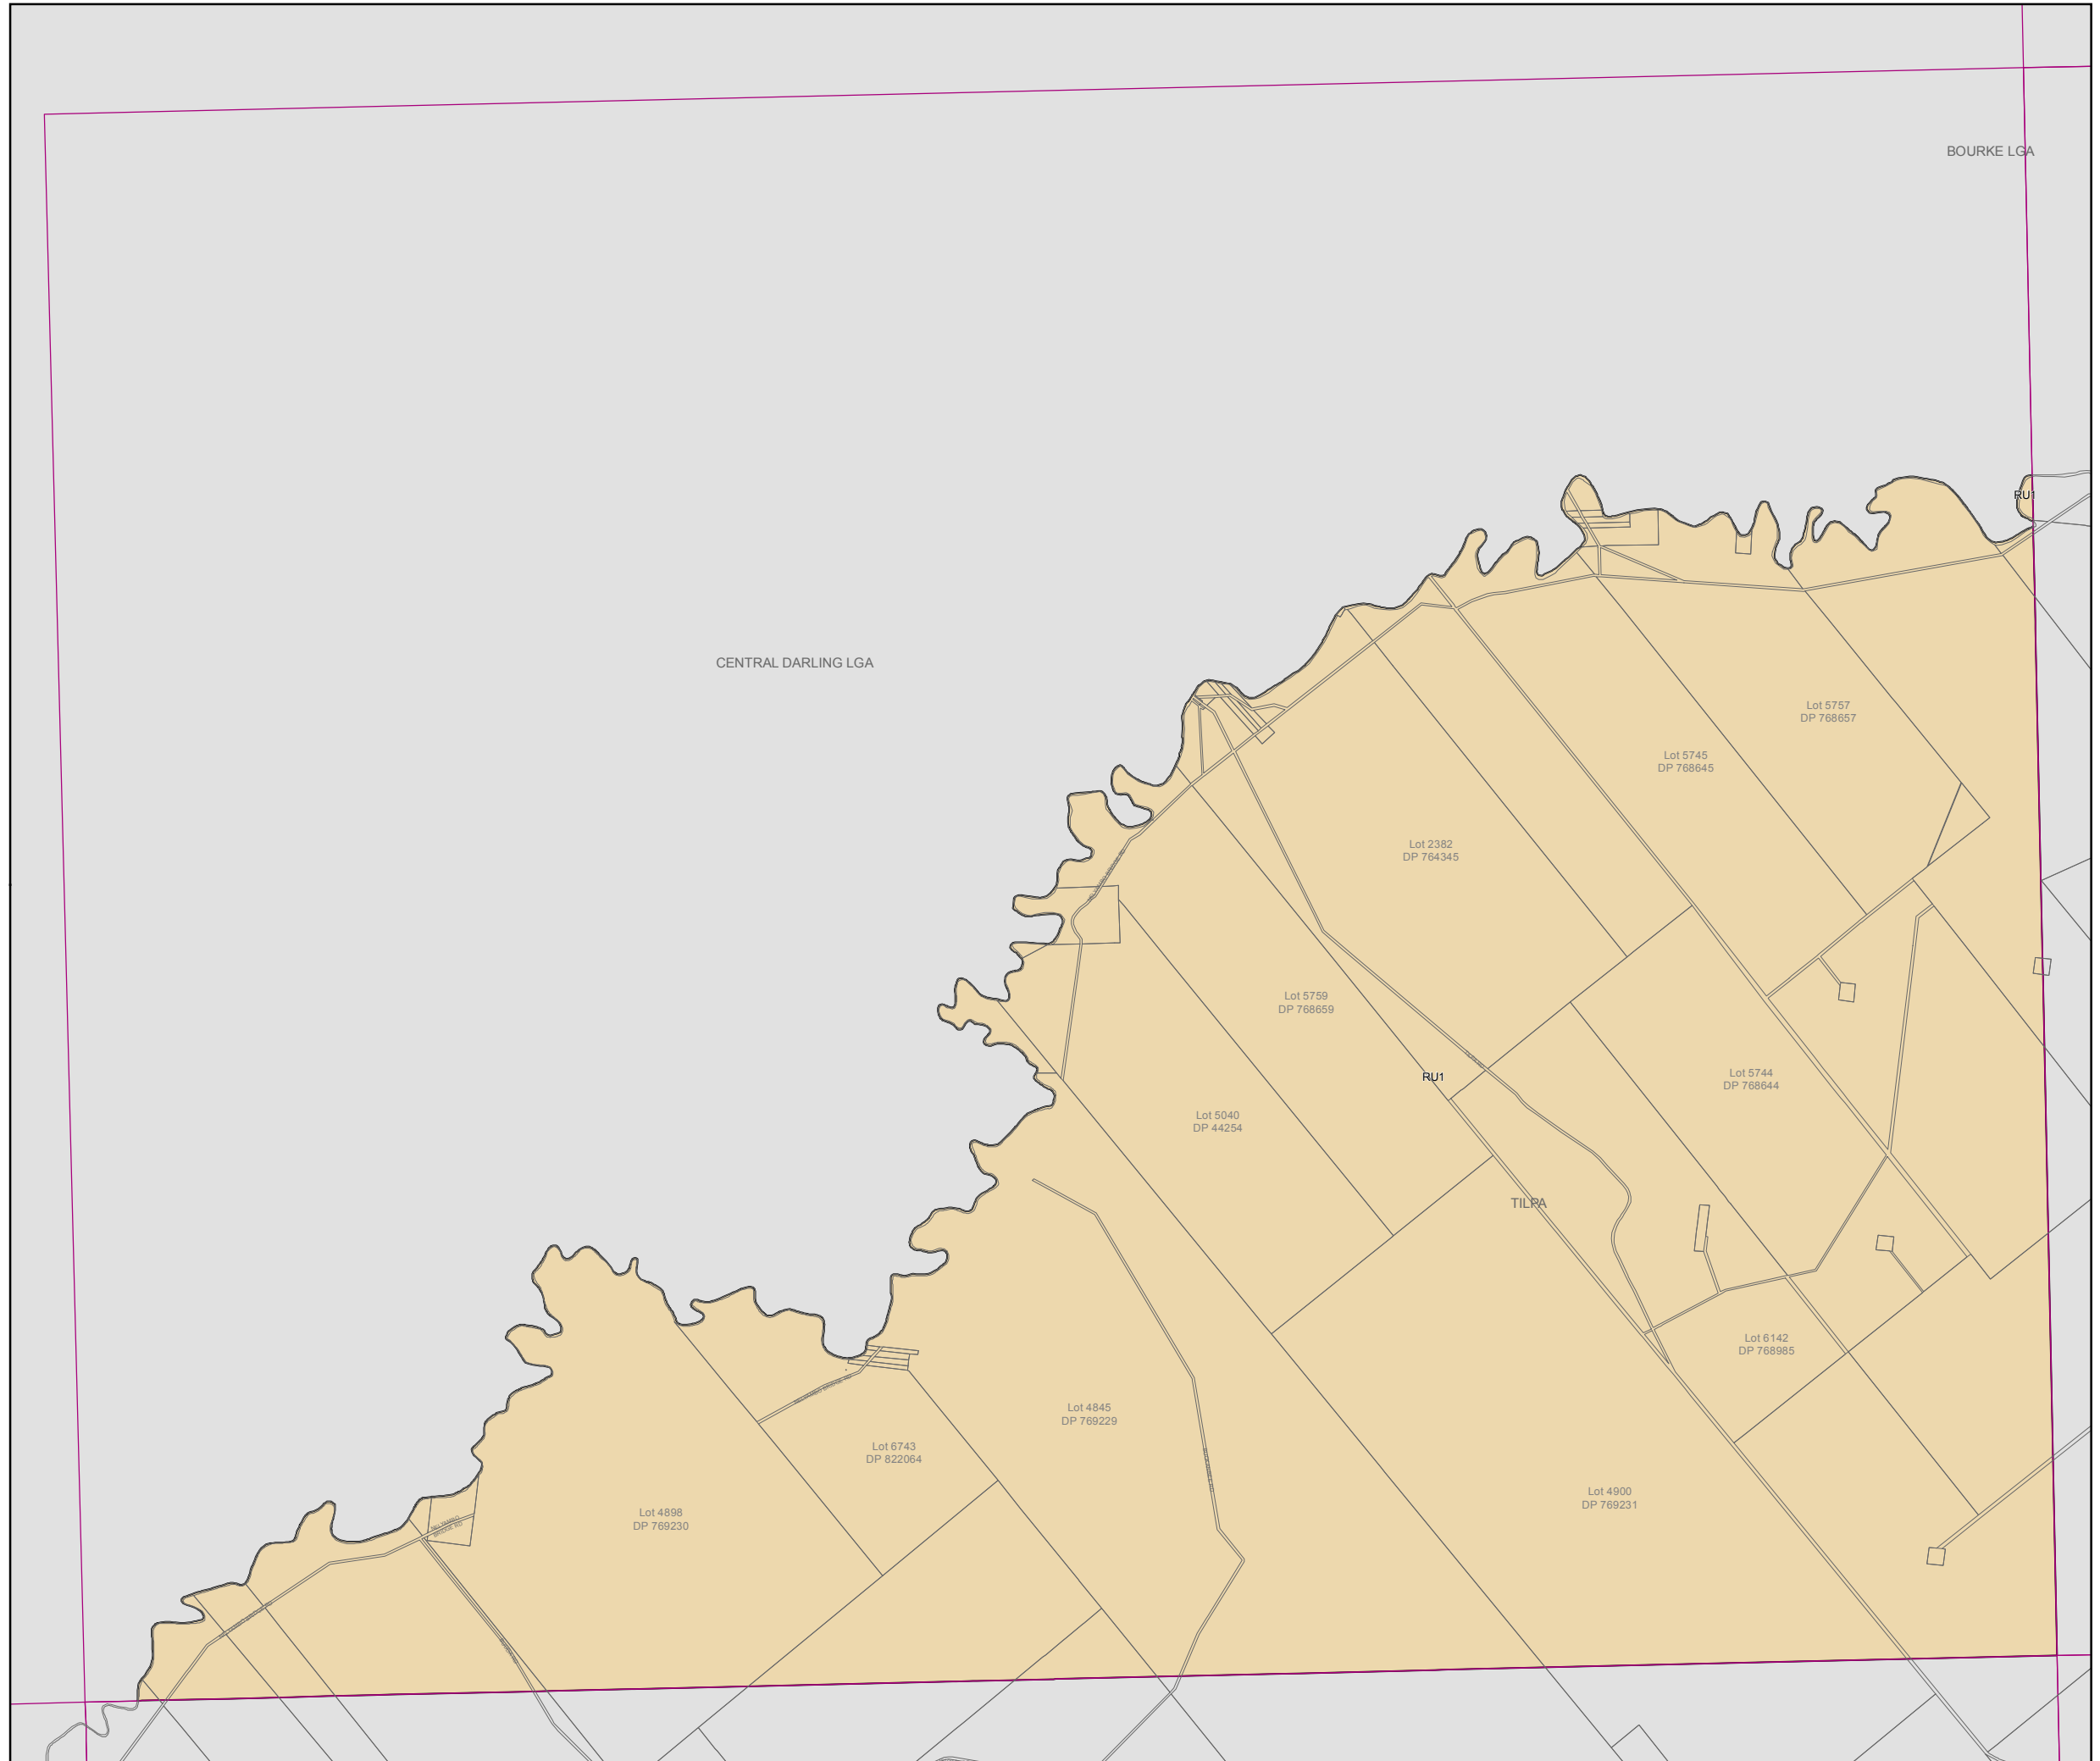 BOURKE LGA
RU1
CENTRAL DARLING LGA
Lot 5757
DP 768657
Lot 5745
DP 768645
Lot 2382
DP 764345
Lot 5759
DP 768659
RU1
Lot 5744
DP 768644
Lot 5040
DP 44254
TILPA
Lot 6142
DP 768985
Lot 4845
DP 769229
Lot 6743
DP 822064
Lot 4900
DP 769231
Lot 4898
DP 769230